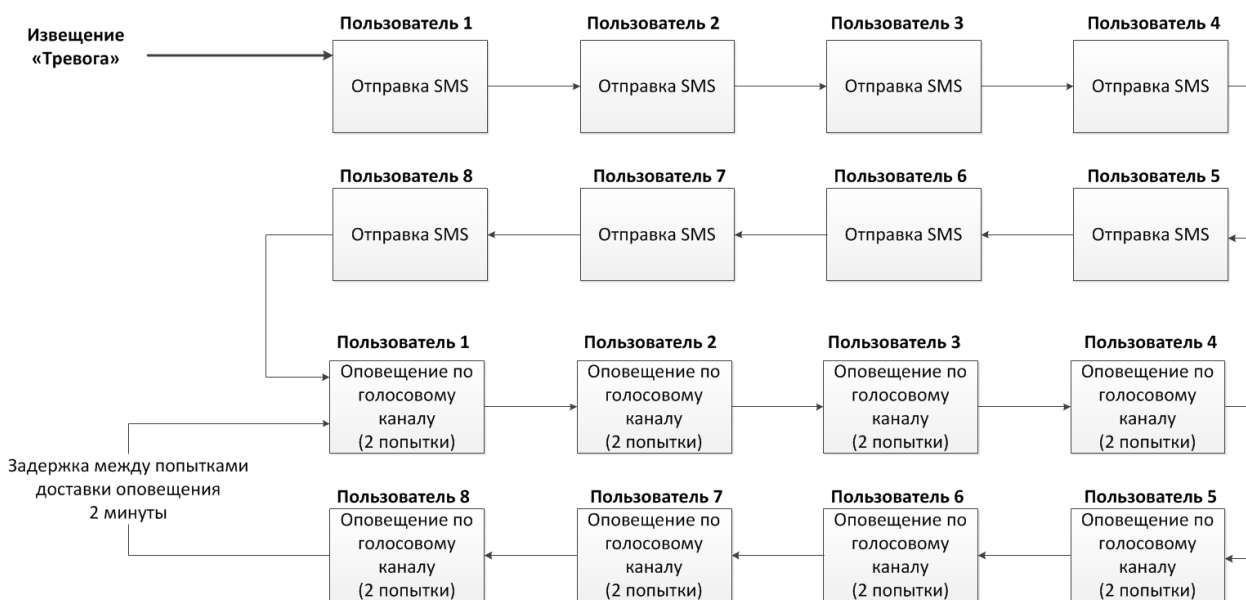 Извещение
«Тревога»
Пользователь 1
Пользователь 2
Пользователь 3
Пользователь 4
Отправка SMS
Отправка SMS
Отправка SMS
Отправка SMS
Пользователь 8
Пользователь 7
Пользователь 6
Пользователь 5
Отправка SMS
Отправка SMS
Отправка SMS
Отправка SMS
Пользователь 1
Оповещение по
голосовому
каналу
(2 попытки)
Пользователь 2
Оповещение по
голосовому
каналу
(2 попытки)
Пользователь 3
Оповещение по
голосовому
каналу
(2 попытки)
Пользователь 4
Оповещение по
голосовому
каналу
(2 попытки)
Задержка между попытками
доставки оповещения
2 минуты
Пользователь 8
Оповещение по
голосовому
каналу
(2 попытки)
Пользователь 7
Оповещение по
голосовому
каналу
(2 попытки)
Пользователь 6
Оповещение по
голосовому
каналу
(2 попытки)
Пользователь 5
Оповещение по
голосовому
каналу
(2 попытки)